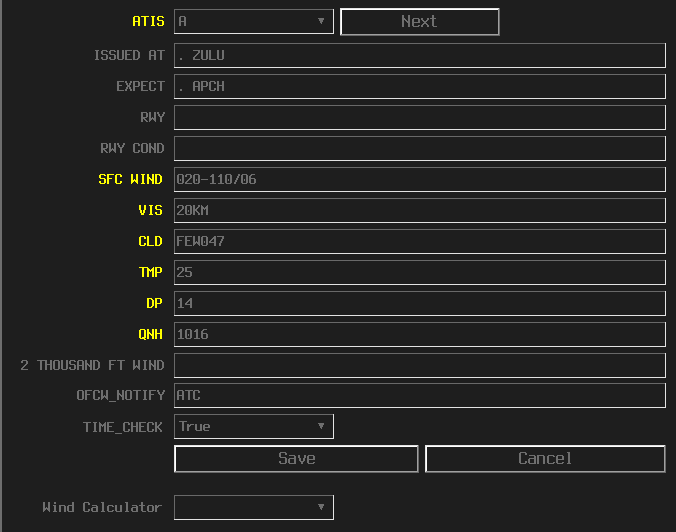 ATIS A Next
ISSUED AT . ZULU
EXPECT . APCH
RWY
RWY COND
SFC WIND 020-110/06
VIS 20KM
CLD FEW047
TMP 25
DP 14
QNH 1016
2 THOUSAND FT WIND
OFCW_NOTIFY ATC
TIME_CHECK True
Save Cancel
Wind Calculator